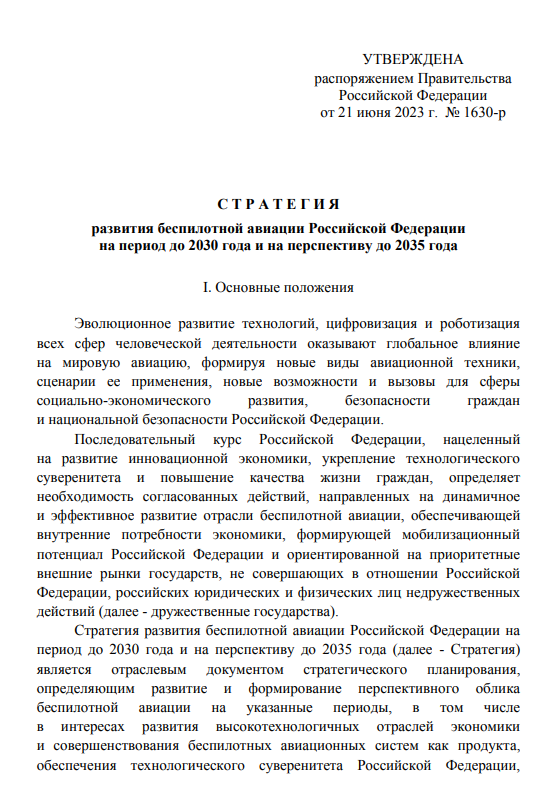 УТВЕРЖДЕНА
распоряжением Правительства
Российской Федерации
от 21 июня 2023 г. № 1630-р
С Т Р А Т Е Г И Я
развития беспилотной авиации Российской Федерации
на период до 2030 года и на перспективу до 2035 года
I. Основные положения
Эволюционное развитие технологий, цифровизация и роботизация
всех сфер человеческой деятельности оказывают глобальное влияние
на мировую авиацию, формируя новые виды авиационной техники,
сценарии ее применения, новые возможности и вызовы для сферы
социально-экономического развития, безопасности граждан
и национальной безопасности Российской Федерации.
Последовательный курс Российской Федерации, нацеленный
на развитие инновационной экономики, укрепление технологического
суверенитета и повышение качества жизни граждан, определяет
необходимость согласованных действий, направленных на динамичное
и эффективное развитие отрасли беспилотной авиации, обеспечивающей
внутренние потребности экономики, формирующей мобилизационный
потенциал Российской Федерации и ориентированной на приоритетные
внешние рынки государств, не совершающих в отношении Российской
Федерации, российских юридических и физических лиц недружественных
действий (далее - дружественные государства).
Стратегия развития беспилотной авиации Российской Федерации на
период до 2030 года и на перспективу до 2035 года (далее - Стратегия)
является отраслевым документом стратегического планирования,
определяющим развитие и формирование перспективного облика
беспилотной авиации на указанные периоды, в том числе
в интересах развития высокотехнологичных отраслей экономики
и совершенствования беспилотных авиационных систем как продукта,
обеспечения технологического суверенитета Российской Федерации,